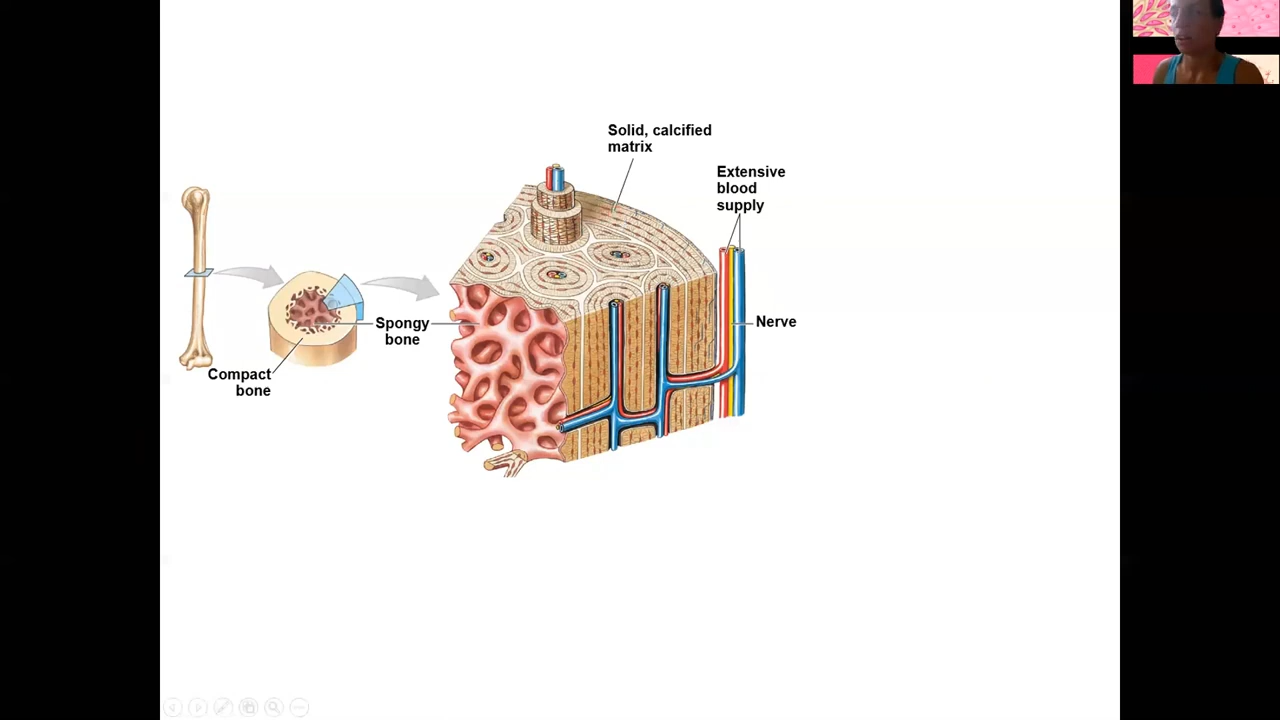 Solid, calcified
matrix
Extensive
blood
supply
Nerve
Spongy
bone
Compact
bone